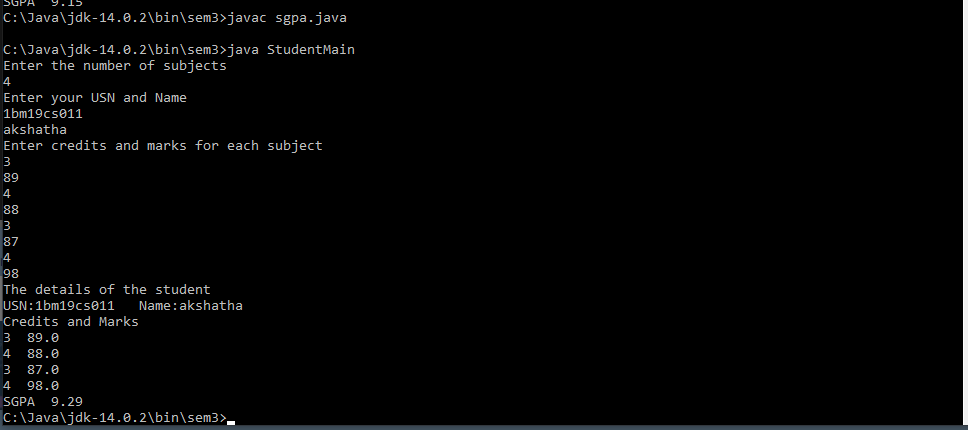 SGPA  9.15
C:\Java\jdk-14.0.2\bin\sem3>javac sgpa.java
C:\Java\jdk-14.0.2\bin\sem3>java StudentMain
Enter the number of subjects
4
Enter your USN and Name
1bm19cs011
akshatha
Enter credits and marks for each subject
3
89
4
88
3
87
4
98
The details of the student
USN:1bm19cs011   Name:akshatha
Credits and Marks
3  89.0
4  88.0
3  87.0
4  98.0
SGPA  9.29
C:\Java\jdk-14.0.2\bin\sem3>